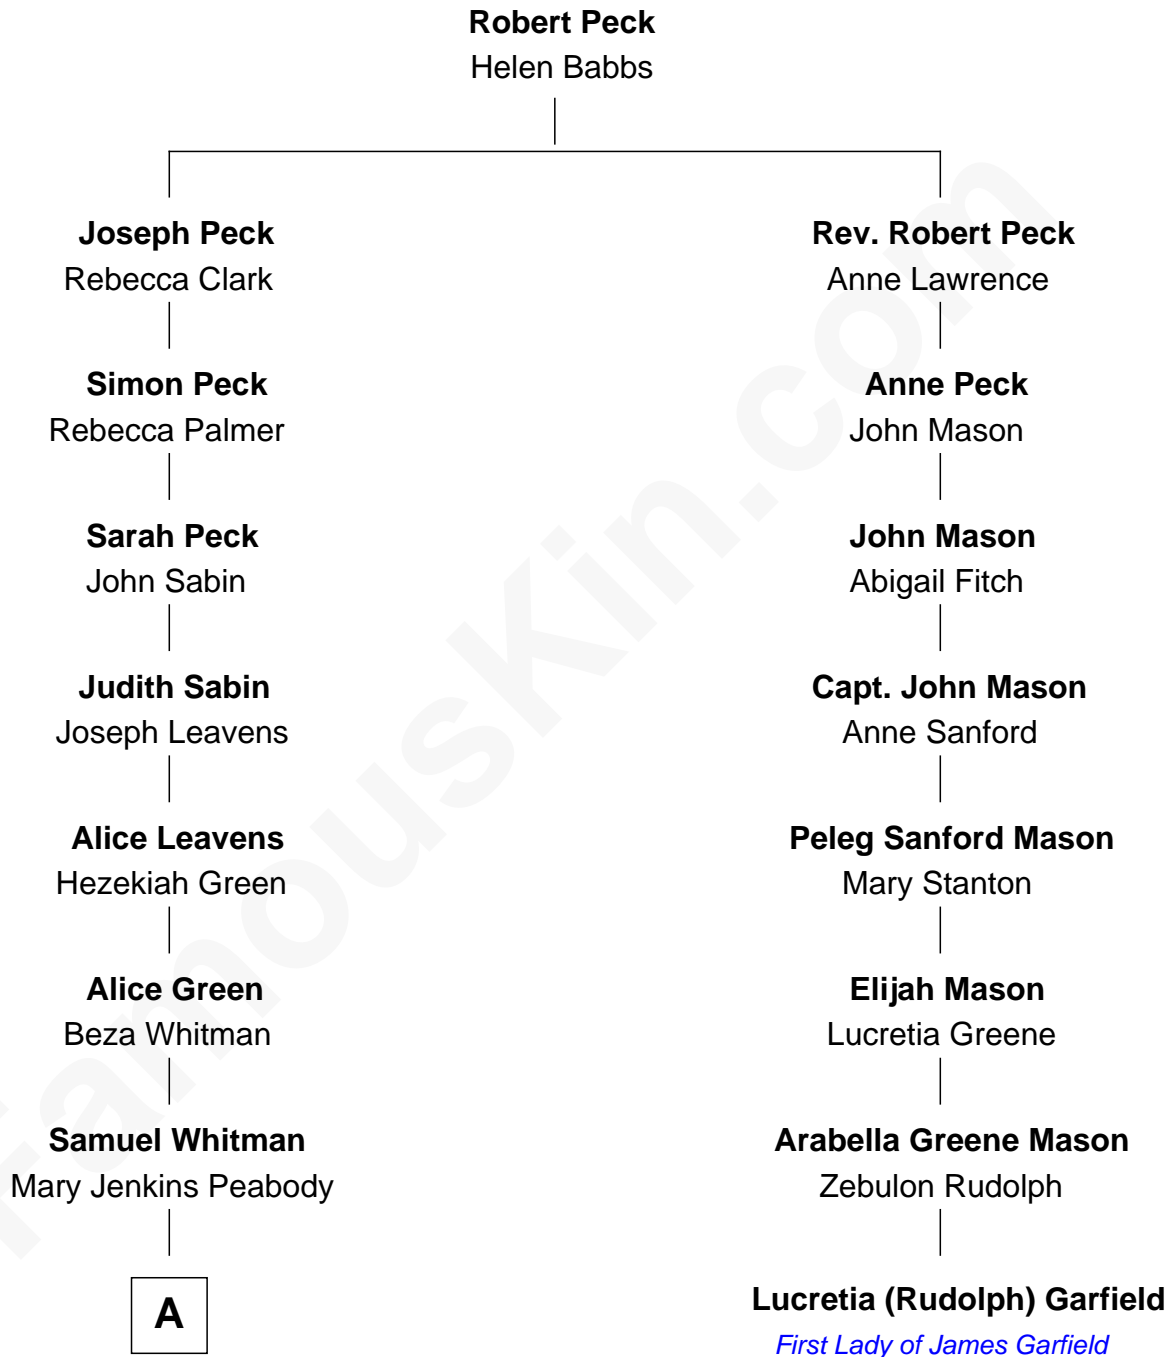 Robert Peck
Helen Babbs
Joseph Peck
Rebecca Clark
Rev. Robert Peck
Anne Lawrence
Simon Peck
Rebecca Palmer
Anne Peck
John Mason
Sarah Peck
John Sabin
John Mason
Abigail Fitch
Judith Sabin
Joseph Leavens
Capt. John Mason
Anne Sanford
Alice Leavens
Hezekiah Green
Peleg Sanford Mason
Mary Stanton
Alice Green
Beza Whitman
Elijah Mason
Lucretia Greene
Samuel Whitman
Mary Jenkins Peabody
Arabella Greene Mason
Zebulon Rudolph
A
Lucretia (Rudolph) Garfield
First Lady of James Garfield
FamousKin.com